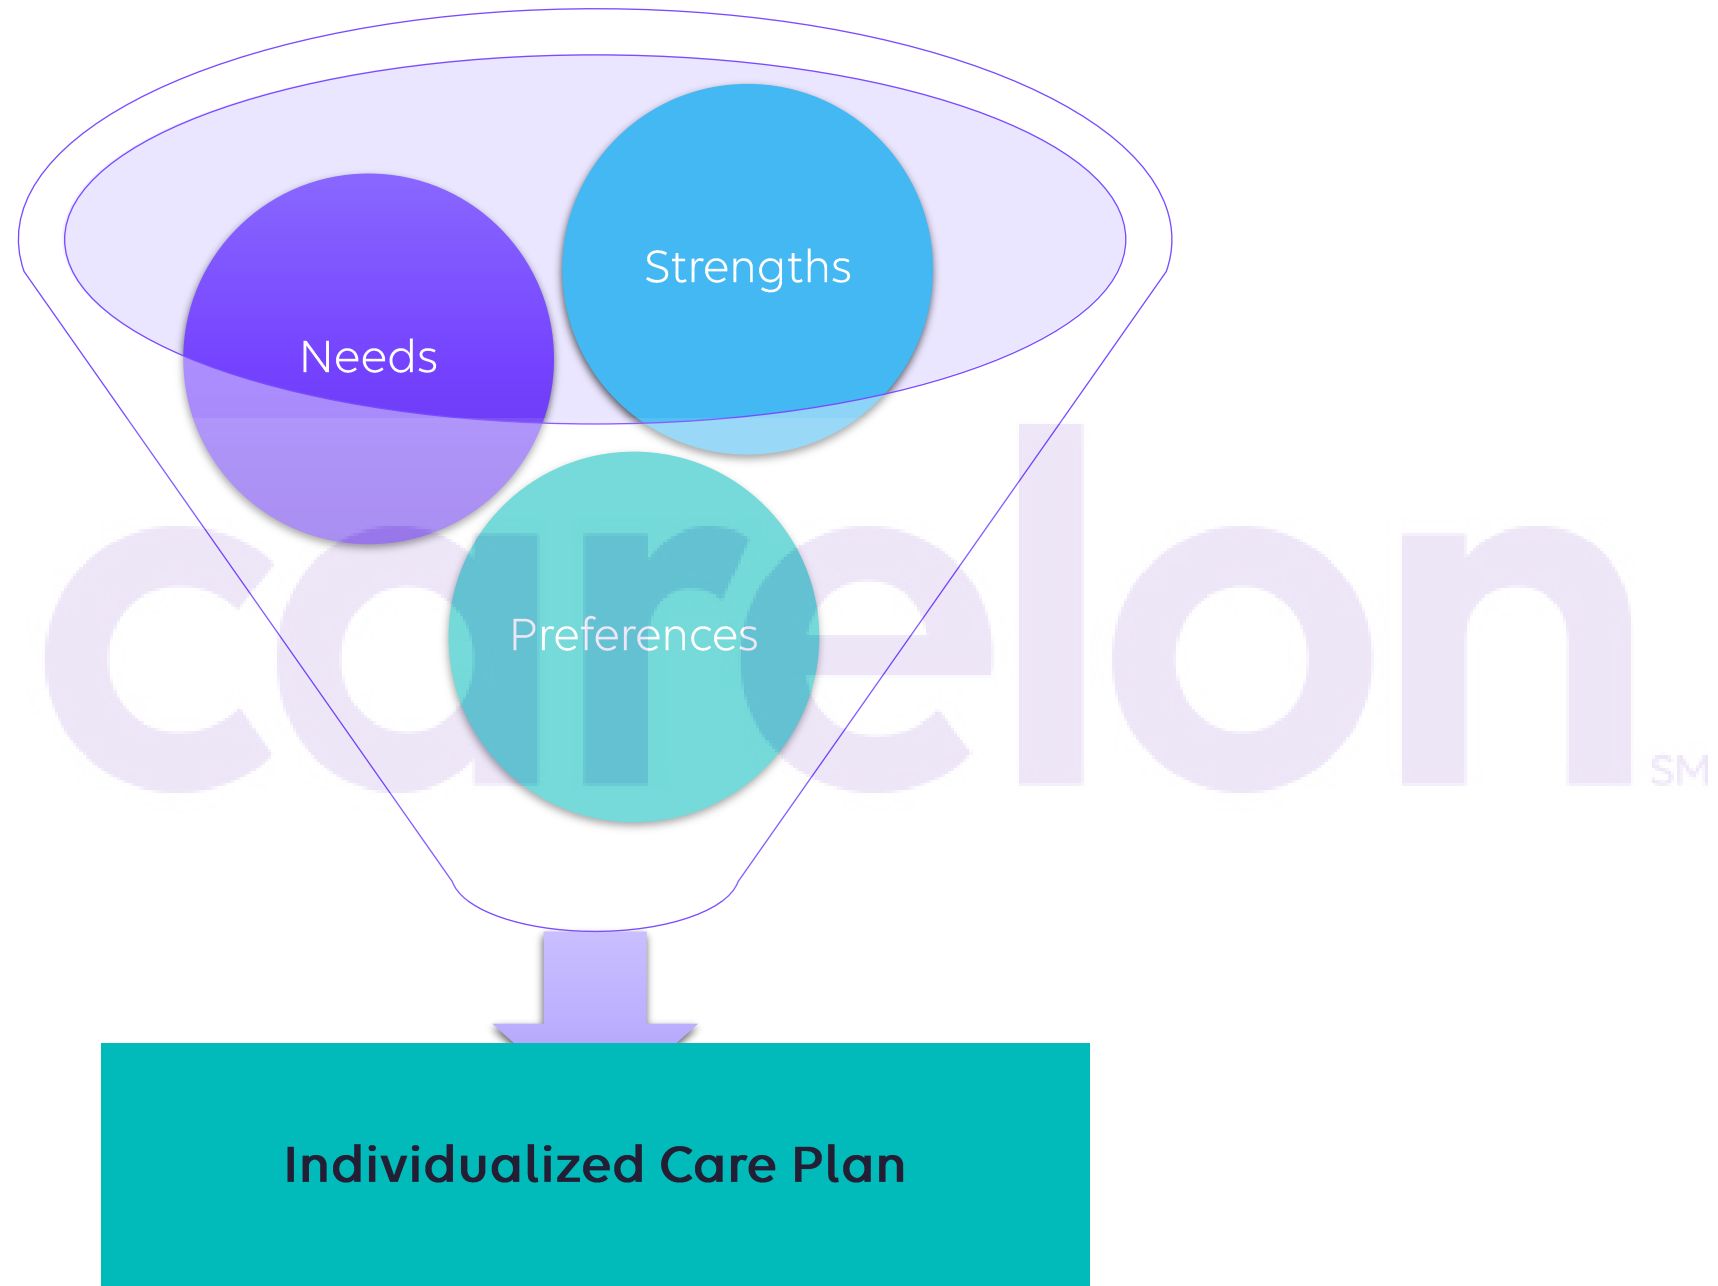 Strengths
Needs
Preferences
carelon
SM
Individualized Care Plan